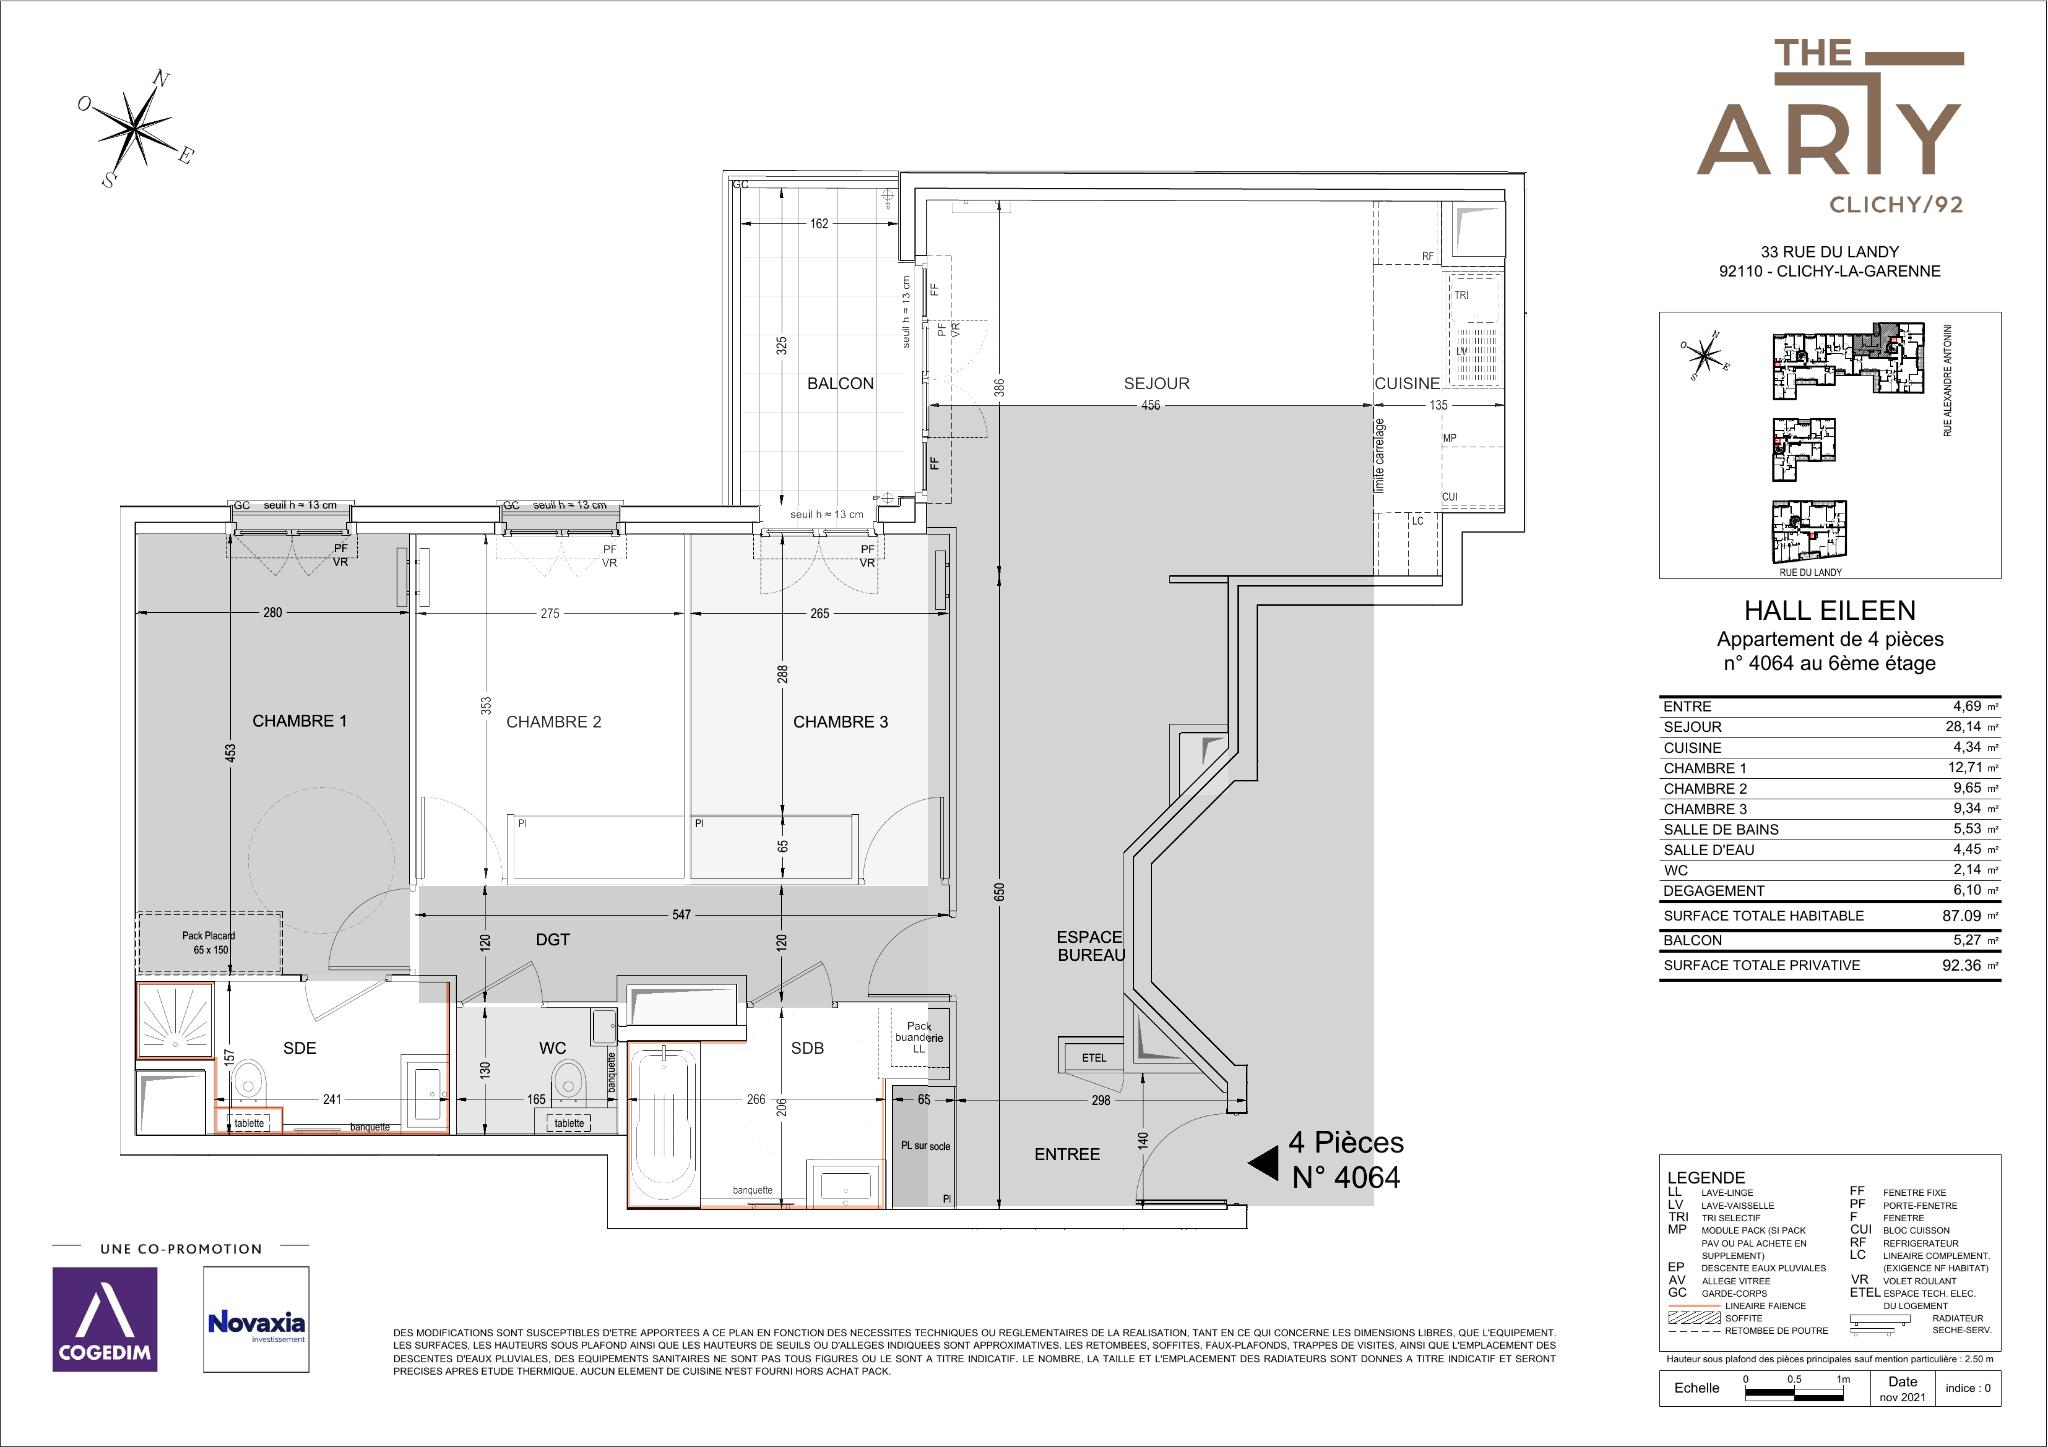 N
O
E
S
THE
ARTY
CLICHY/92
33 RUE DU LANDY
92110 - CLICHY-LA-GARENNE
N
O
E
S
RUE ALEXANDRE ANTONINI
RUE DU LANDY
HALL EILEEN
Appartement de 4 pièces
n° 4064 au 6ème étage
ENTRE 4,69 m²
SEJOUR 28,14 m²
CUISINE 4,34 m²
CHAMBRE 1 12,71 m²
CHAMBRE 2 9,65 m²
CHAMBRE 3 9,34 m²
SALLE DE BAINS 5,53 m²
SALLE D'EAU 4,45 m²
WC 2,14 m²
DEGAGEMENT 6,10 m²
SURFACE TOTALE HABITABLE 87.09 m²
BALCON 5,27 m²
SURFACE TOTALE PRIVATIVE 92.36 m²
GC
EP
162
325
BALCON
seuil h ≈ 13 cm
FF
PF
VR
FF
EP
seuil h ≈ 13 cm
386
SEJOUR
456
CUISINE
135
RF
TRI
LV
MP
CUI
LC
limite carrelage
GC seuil h ≈ 13 cm
GC seuil h ≈ 13 cm
PF
VR
PF
VR
PF
VR
280
275
265
288
353
453
CHAMBRE 1
CHAMBRE 2
CHAMBRE 3
PI
PI
65
650
547
DGT
120
120
Pack Placard
65 x 150
ESPACE
BUREAU
SDE
157
241
tablette
banquette
WC
130
165
banquette
tablette
SDB
266
206
banquette
Pack
buanderie
LL
65
PL sur socle
PI
ETEL
298
140
ENTREE
4 Pièces
N° 4064
UNE CO-PROMOTION
COGEDIM
Novaxia
investissement
DES MODIFICATIONS SONT SUSCEPTIBLES D'ETRE APPORTEES A CE PLAN EN FONCTION DES NECESSITES TECHNIQUES OU REGLEMENTAIRES DE LA REALISATION, TANT EN CE QUI CONCERNE LES DIMENSIONS LIBRES, QUE L'EQUIPEMENT.
LES SURFACES, LES HAUTEURS SOUS PLAFOND AINSI QUE LES HAUTEURS DE SEUILS OU D'ALLEGES INDIQUEES SONT APPROXIMATIVES. LES RETOMBEES, SOFFITES, FAUX-PLAFONDS, TRAPPES DE VISITES, AINSI QUE L'EMPLACEMENT DES
DESCENTES D'EAUX PLUVIALES, DES EQUIPEMENTS SANITAIRES NE SONT PAS TOUS FIGURES OU LE SONT A TITRE INDICATIF. LE NOMBRE, LA TAILLE ET L'EMPLACEMENT DES RADIATEURS SONT DONNES A TITRE INDICATIF ET SERONT
PRECISES APRES ETUDE THERMIQUE. AUCUN ELEMENT DE CUISINE N'EST FOURNI HORS ACHAT PACK.
LEGENDE
LL LAVE-LINGE
LV LAVE-VAISSELLE
TRI TRI SELECTIF
MP MODULE PACK (SI PACK
PAV OU PAL ACHETE EN
SUPPLEMENT)
EP DESCENTE EAUX PLUVIALES
AV ALLEGE VITREE
GC GARDE-CORPS
LINEAIRE FAIENCE
SOFFITE
RETOMBEE DE POUTRE
FF FENETRE FIXE
PF PORTE-FENETRE
F FENETRE
CUI BLOC CUISSON
RF REFRIGERATEUR
LC LINEAIRE COMPLEMENT.
(EXIGENCE NF HABITAT)
VR VOLET ROULANT
ETEL ESPACE TECH. ELEC.
DU LOGEMENT
RADIATEUR
SECHE-SERV.
Hauteur sous plafond des pièces principales sauf mention particulière : 2.50 m
Echelle
0 0.5 1m
Date
nov 2021
indice : 0